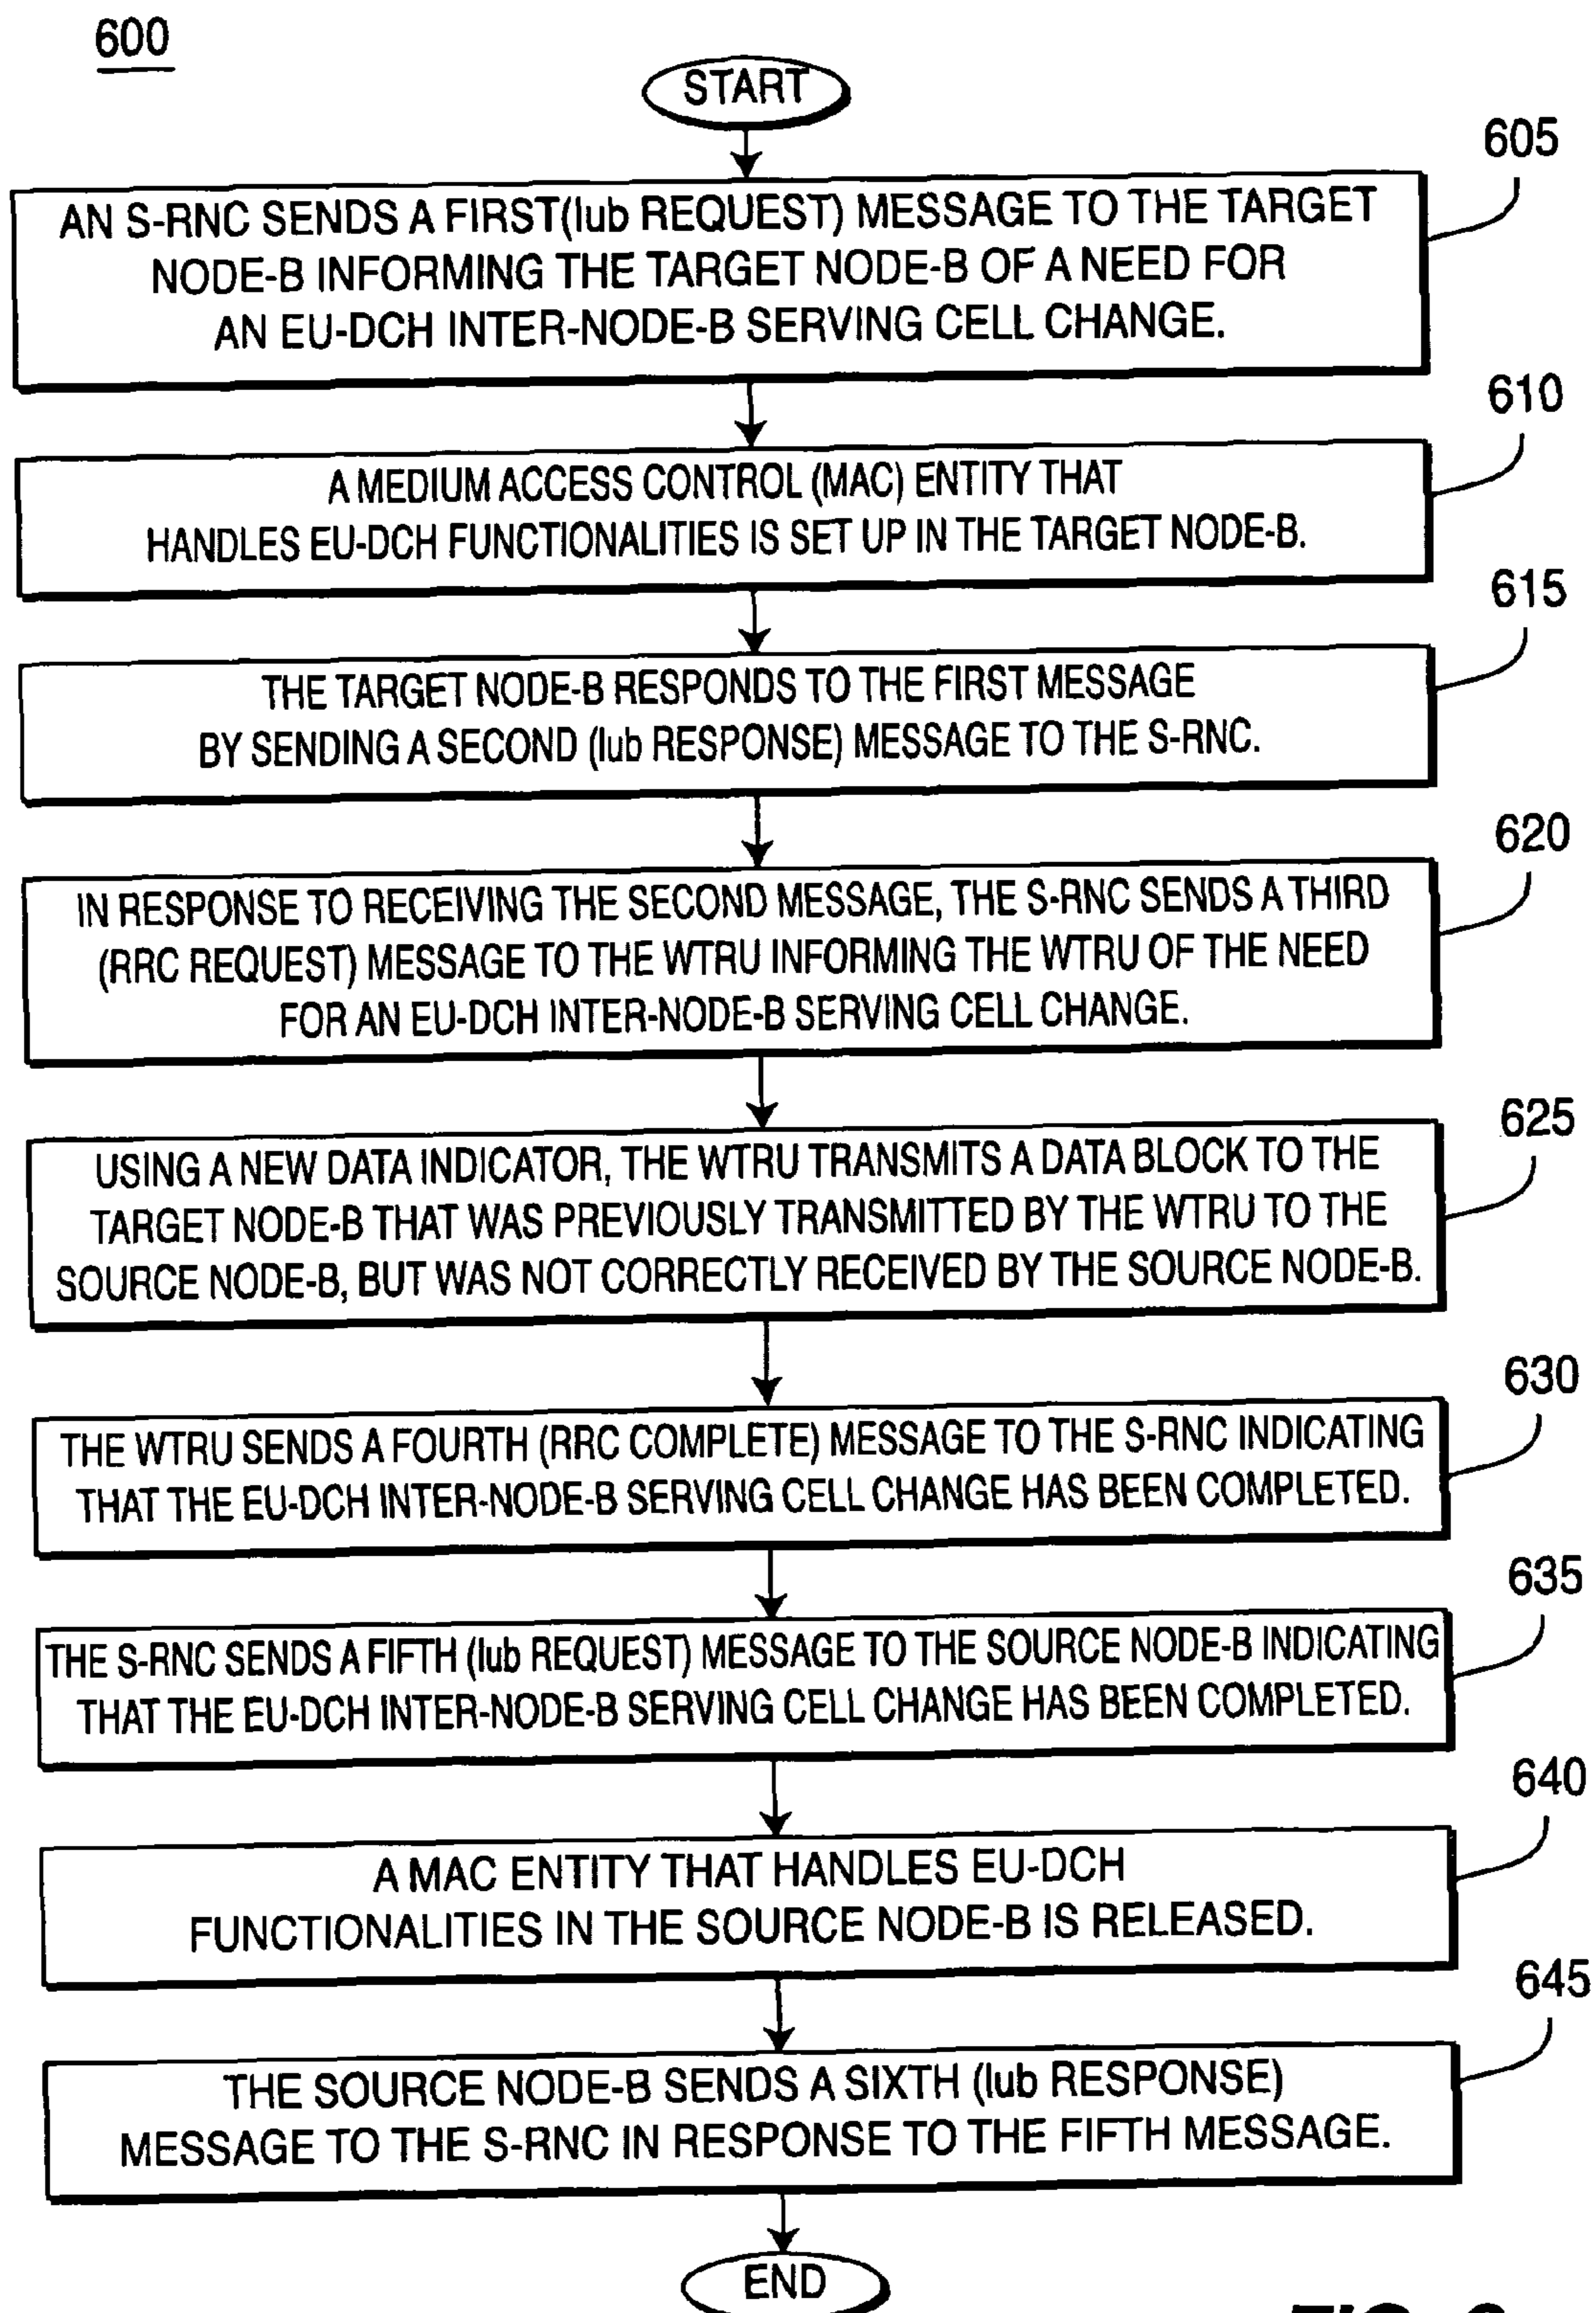 600
START
605
AN S-RNC SENDS A FIRST(Iub REQUEST) MESSAGE TO THE TARGET
NODE-B INFORMING THE TARGET NODE-B OF A NEED FOR
AN EU-DCH INTER-NODE-B SERVING CELL CHANGE.
610
A MEDIUM ACCESS CONTROL (MAC) ENTITY THAT
HANDLES EU-DCH FUNCTIONALITIES IS SET UP IN THE TARGET NODE-B.
615
THE TARGET NODE-B RESPONDS TO THE FIRST MESSAGE
BY SENDING A SECOND (Iub RESPONSE) MESSAGE TO THE S-RNC.
620
IN RESPONSE TO RECEIVING THE SECOND MESSAGE, THE S-RNC SENDS A THIRD
(RRC REQUEST) MESSAGE TO THE WTRU INFORMING THE WTRU OF THE NEED
FOR AN EU-DCH INTER-NODE-B SERVING CELL CHANGE.
625
USING A NEW DATA INDICATOR, THE WTRU TRANSMITS A DATA BLOCK TO THE
TARGET NODE-B THAT WAS PREVIOUSLY TRANSMITTED BY THE WTRU TO THE
SOURCE NODE-B, BUT WAS NOT CORRECTLY RECEIVED BY THE SOURCE NODE-B.
630
THE WTRU SENDS A FOURTH (RRC COMPLETE) MESSAGE TO THE S-RNC INDICATING
THAT THE EU-DCH INTER-NODE-B SERVING CELL CHANGE HAS BEEN COMPLETED.
635
THE S-RNC SENDS A FIFTH (Iub REQUEST) MESSAGE TO THE SOURCE NODE-B INDICATING
THAT THE EU-DCH INTER-NODE-B SERVING CELL CHANGE HAS BEEN COMPLETED.
640
A MAC ENTITY THAT HANDLES EU-DCH
FUNCTIONALITIES IN THE SOURCE NODE-B IS RELEASED.
645
THE SOURCE NODE-B SENDS A SIXTH (Iub RESPONSE)
MESSAGE TO THE S-RNC IN RESPONSE TO THE FIFTH MESSAGE.
END